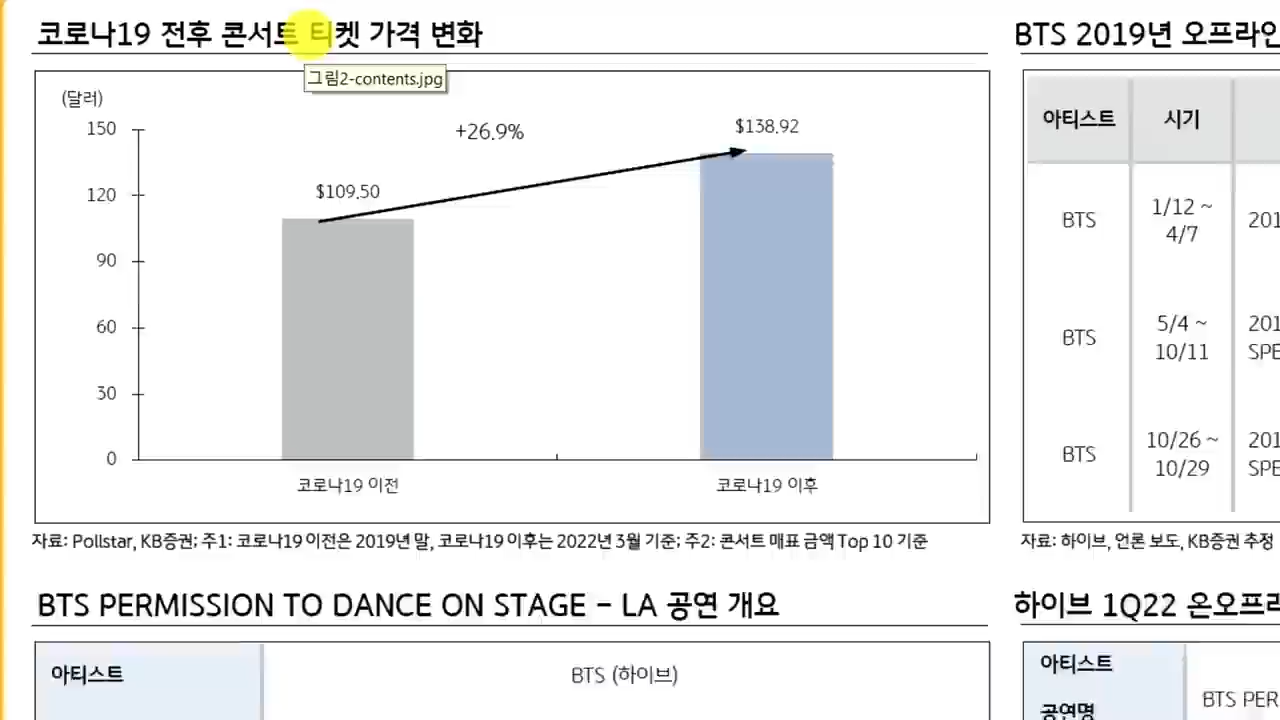 코로나19 전후 콘서트 티켓 가격 변화
그림2-contents.jpg
(달러)
150
120
90
60
30
0
+26.9%
$109.50
$138.92
코로나19 이전
코로나19 이후
자료: Pollstar, KB증권; 주1: 코로나19 이전은 2019년 말, 코로나19 이후는 2022년 3월 기준; 주2: 콘서트 매표 금액 Top 10 기준
BTS 2019년 오프라인
아티스트
시기
BTS
1/12 ~
4/7
201
BTS
5/4 ~
10/11
201
SPE
BTS
10/26 ~
10/29
201
SPE
자료: 하이브, 언론 보도, KB증권 추정
BTS PERMISSION TO DANCE ON STAGE – LA 공연 개요
아티스트
BTS (하이브)
하이브 1Q22 온오프라
아티스트
공연명
BTS PER